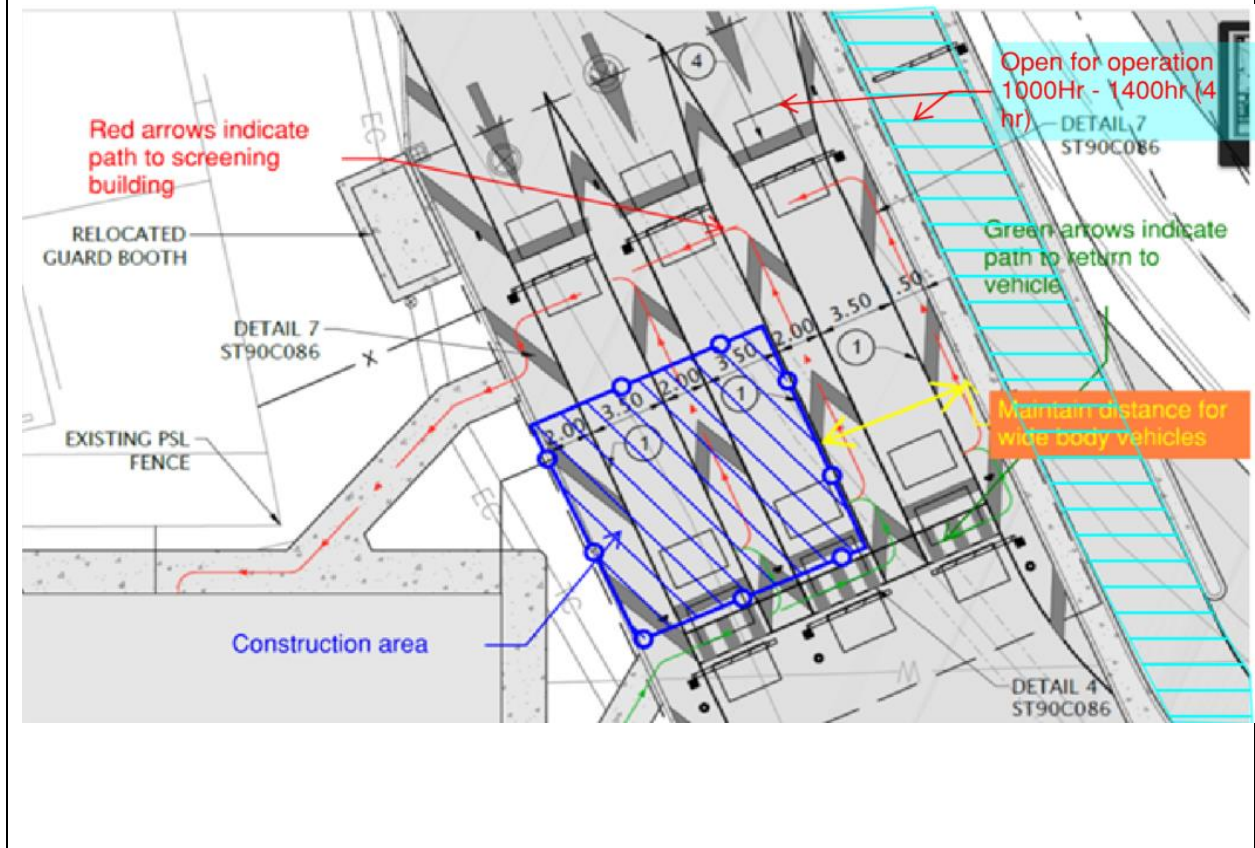 4
Open for operation
1000Hr - 1400hr (4
hr)
DETAIL 7
ST90C086
Red arrows indicate
path to screening
building
RELOCATED
GUARD BOOTH
EC
Green arrows indicate
path to return to
vehicle
DETAIL 7
ST90C086
X
2.00
3.50
2.00
3.50
2.00
3.50
.50
1
1
1
EXISTING PSL
FENCE
Maintain distance for
wide body vehicles
EC
EC
Construction area
W
DETAIL 4
ST90C086